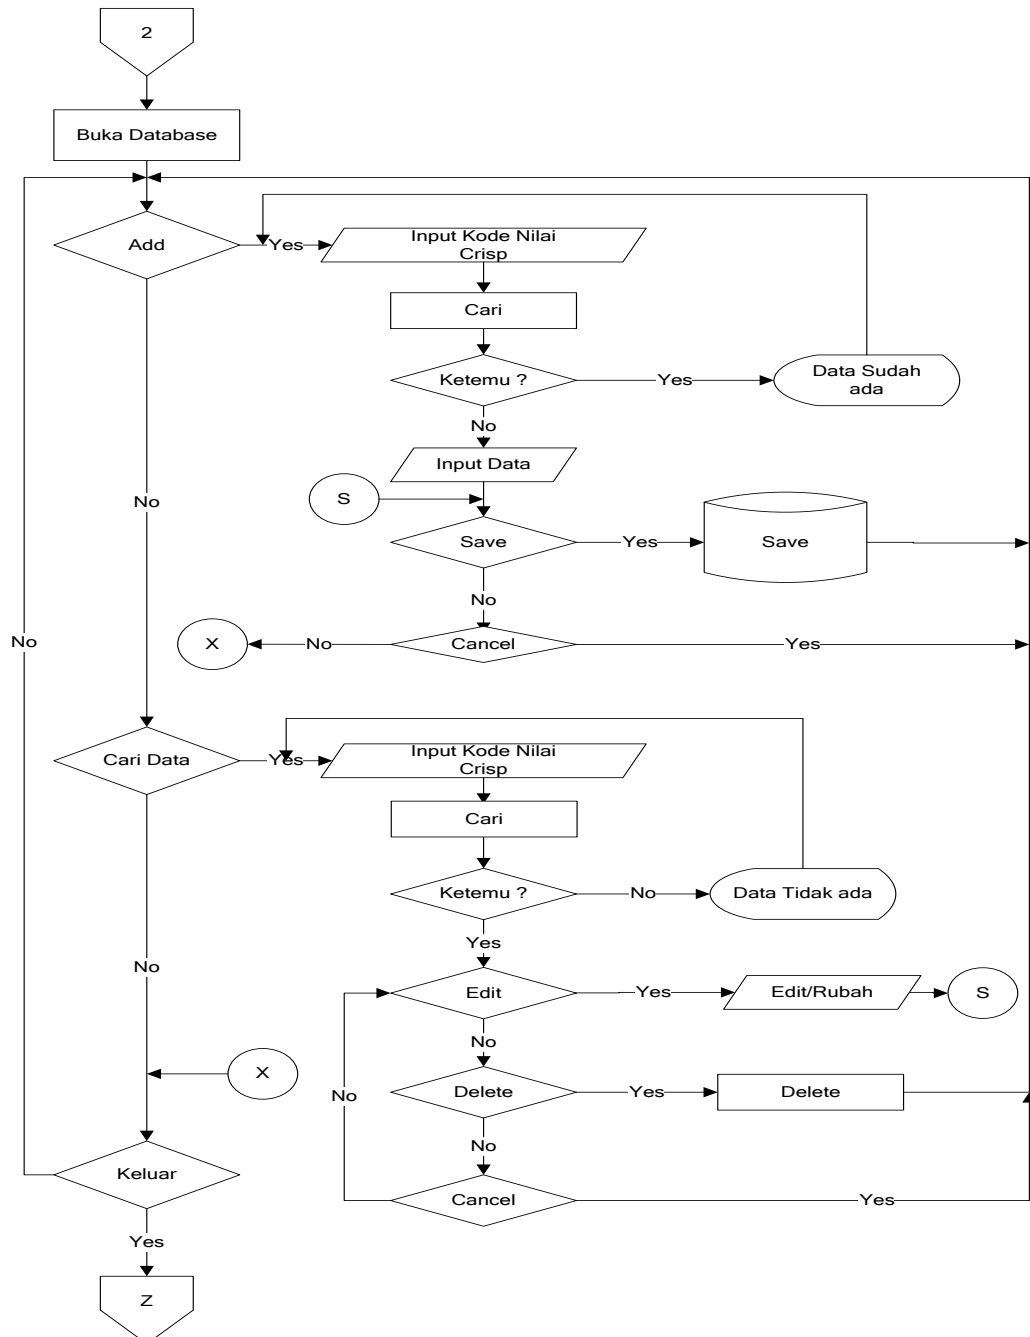 2
Buka Database
Add
Yes
Input Kode Nilai
Crisp
Cari
Ketemu ?
Yes
Data Sudah
ada
No
Input Data
S
No
Save
Yes
Save
No
No
X
No
Cancel
Yes
Cari Data
Yes
Input Kode Nilai
Crisp
Cari
Ketemu ?
No
Data Tidak ada
Yes
No
Edit
Yes
Edit/Rubah
S
No
X
No
Delete
Yes
Delete
No
Keluar
Cancel
Yes
Yes
Z